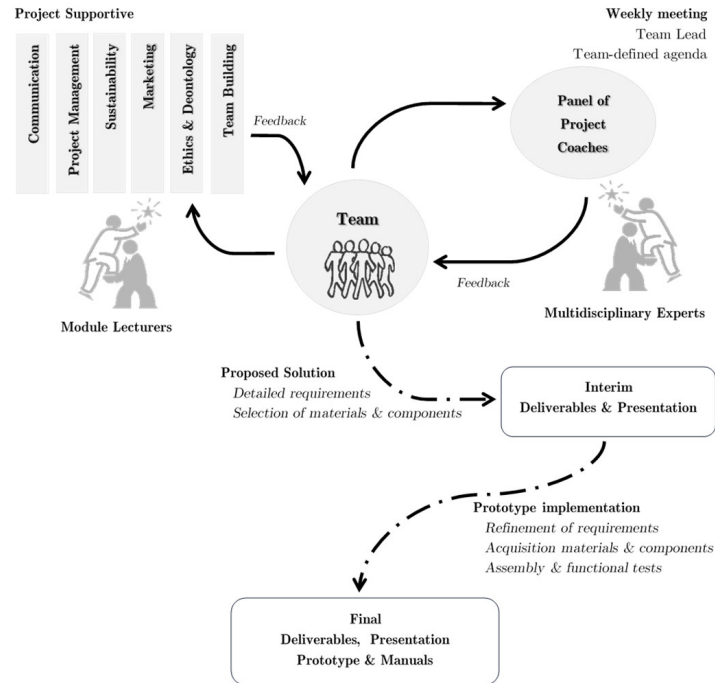 Project Supportive
Communication
Project Management
Sustainability
Marketing
Ethics & Deontology
Team Building
Feedback
Module Lecturers
Team
Weekly meeting
Team Lead
Team-defined agenda
Panel of
Project
Coaches
Feedback
Multidisciplinary Experts
Proposed Solution
Detailed requirements
Selection of materials & components
Interim
Deliverables & Presentation
Prototype implementation
Refinement of requirements
Acquisition materials & components
Assembly & functional tests
Final
Deliverables, Presentation
Prototype & Manuals